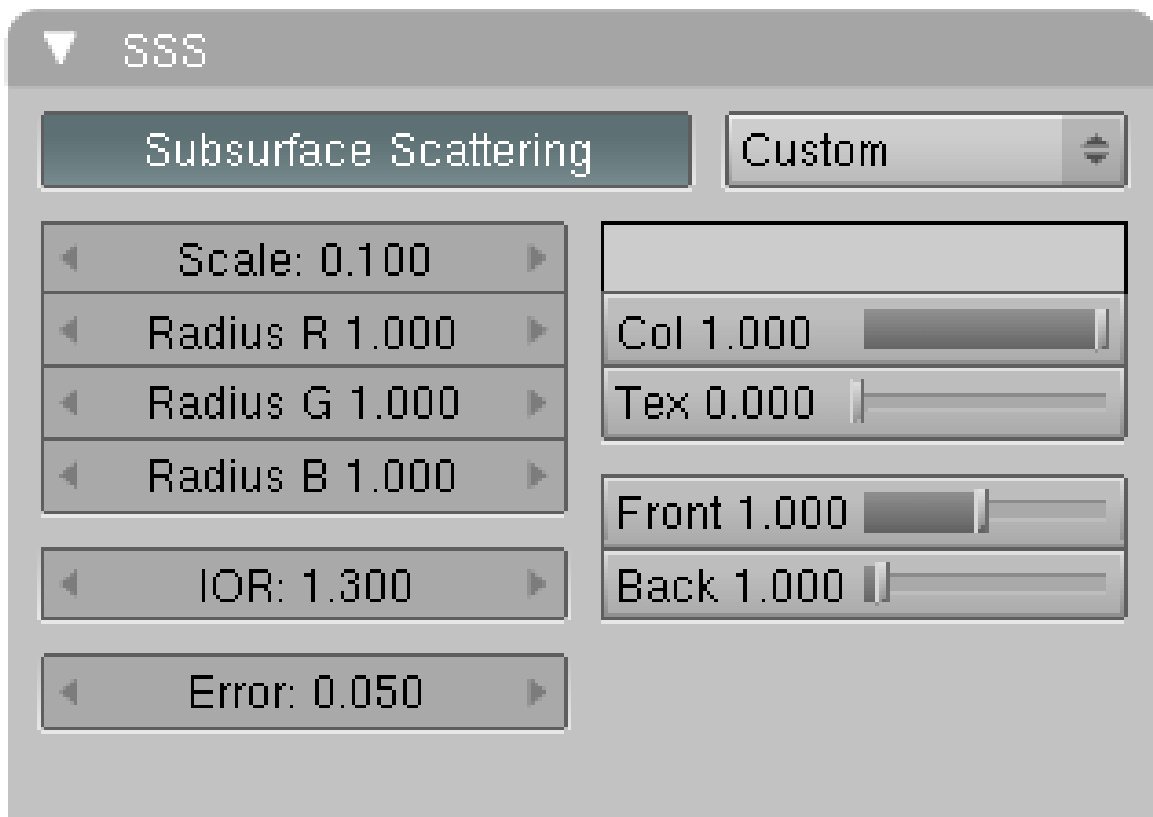 SSS
Subsurface Scattering
Custom
Scale: 0.100
Radius R 1.000
Radius G 1.000
Radius B 1.000
IOR: 1.300
Error: 0.050
Col 1.000
Tex 0.000
Front 1.000
Back 1.000